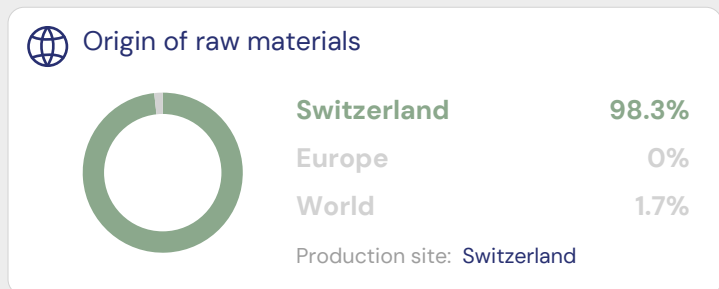 Origin of raw materials
Switzerland 98.3%
Europe 0%
World 1.7%
Production site: Switzerland